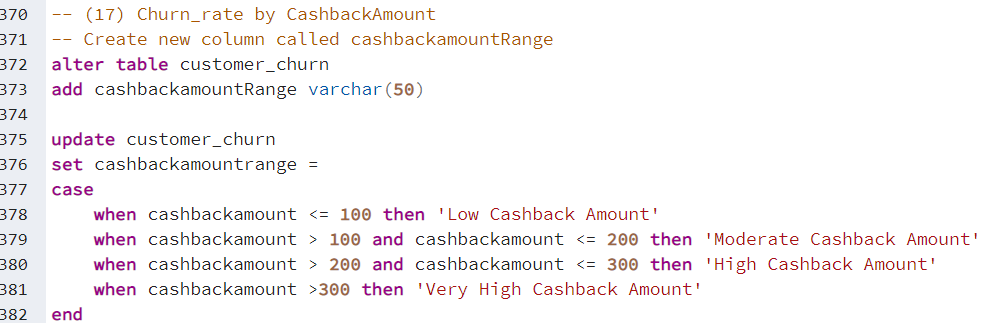 370 -- (17) Churn_rate by CashbackAmount
371 -- Create new column called cashbackamountRange
372 alter table customer_churn
373 add cashbackamountRange varchar(50)
374
375 update customer_churn
376 set cashbackamountrange =
377 case
378     when cashbackamount <= 100 then 'Low Cashback Amount'
379     when cashbackamount > 100 and cashbackamount <= 200 then 'Moderate Cashback Amount'
380     when cashbackamount > 200 and cashbackamount <= 300 then 'High Cashback Amount'
381     when cashbackamount >300 then 'Very High Cashback Amount'
382 end